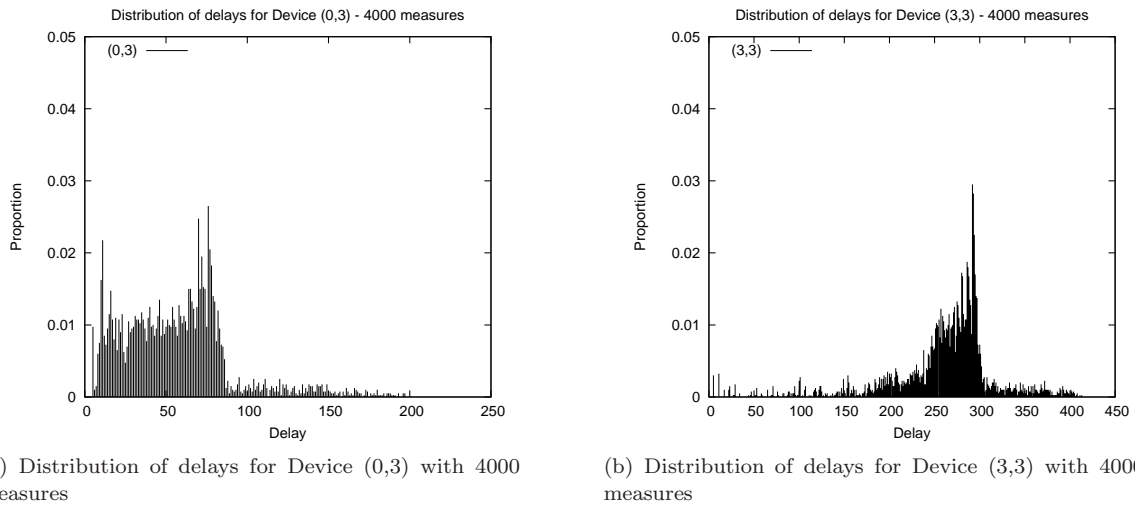 Distribution of delays for Device (0,3) - 4000 measures
0.05
(0,3)
0.04
0.03
Proportion
0.02
0.01
0
0 50 100 150 200 250
Delay
) Distribution of delays for Device (0,3) with 4000
easures
Distribution of delays for Device (3,3) - 4000 measures
0.05
(3,3)
0.04
0.03
Proportion
0.02
0.01
0
0 50 100 150 200 250 300 350 400 450
Delay
(b) Distribution of delays for Device (3,3) with 4000
measures